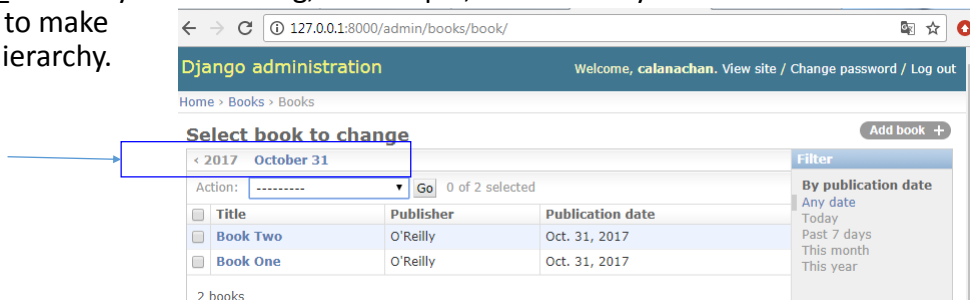 to make
ierarchy.
127.0.0.1:8000/admin/books/book/
Django administration
Welcome, calanachan. View site / Change password / Log out
Home › Books › Books
Select book to change
Add book +
‹ 2017 October 31
Filter
Action: --------- Go 0 of 2 selected
By publication date
Any date
Today
Past 7 days
This month
This year
Title Publisher Publication date
Book Two O'Reilly Oct. 31, 2017
Book One O'Reilly Oct. 31, 2017
2 books